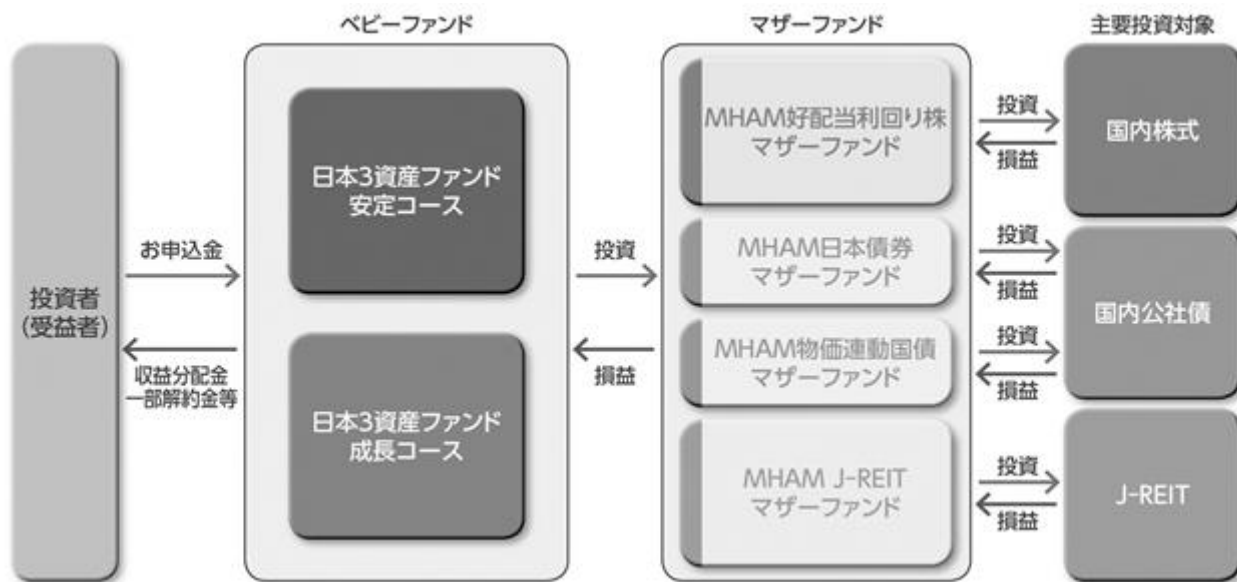 ベビーファンド
マザーファンド
主要投資対象
投資者
(受益者)
お申込金
収益分配金
一部解約金等
日本3資産ファンド
安定コース
日本3資産ファンド
成長コース
投資
損益
MHAM好配当利回り株
マザーファンド
MHAM日本債券
マザーファンド
MHAM物価連動国債
マザーファンド
MHAM J-REIT
マザーファンド
投資
損益
投資
損益
投資
損益
投資
損益
国内株式
国内公社債
J-REIT